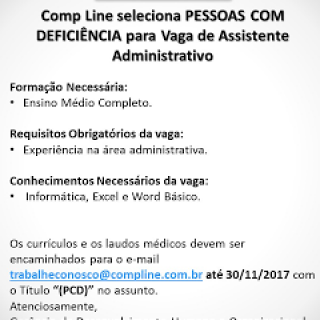 Comp Line seleciona PESSOAS COM
DEFICIÊNCIA para Vaga de Assistente
Administrativo
Formação Necessária:
• Ensino Médio Completo.
Requisitos Obrigatórios da vaga:
• Experiência na área administrativa.
Conhecimentos Necessários da vaga:
• Informática, Excel e Word Básico.
Os currículos e os laudos médicos devem ser
encaminhados para o e-mail
trabalheconosco@compline.com.br até 30/11/2017 com
o Título “(PCD)” no assunto.
Atenciosamente,